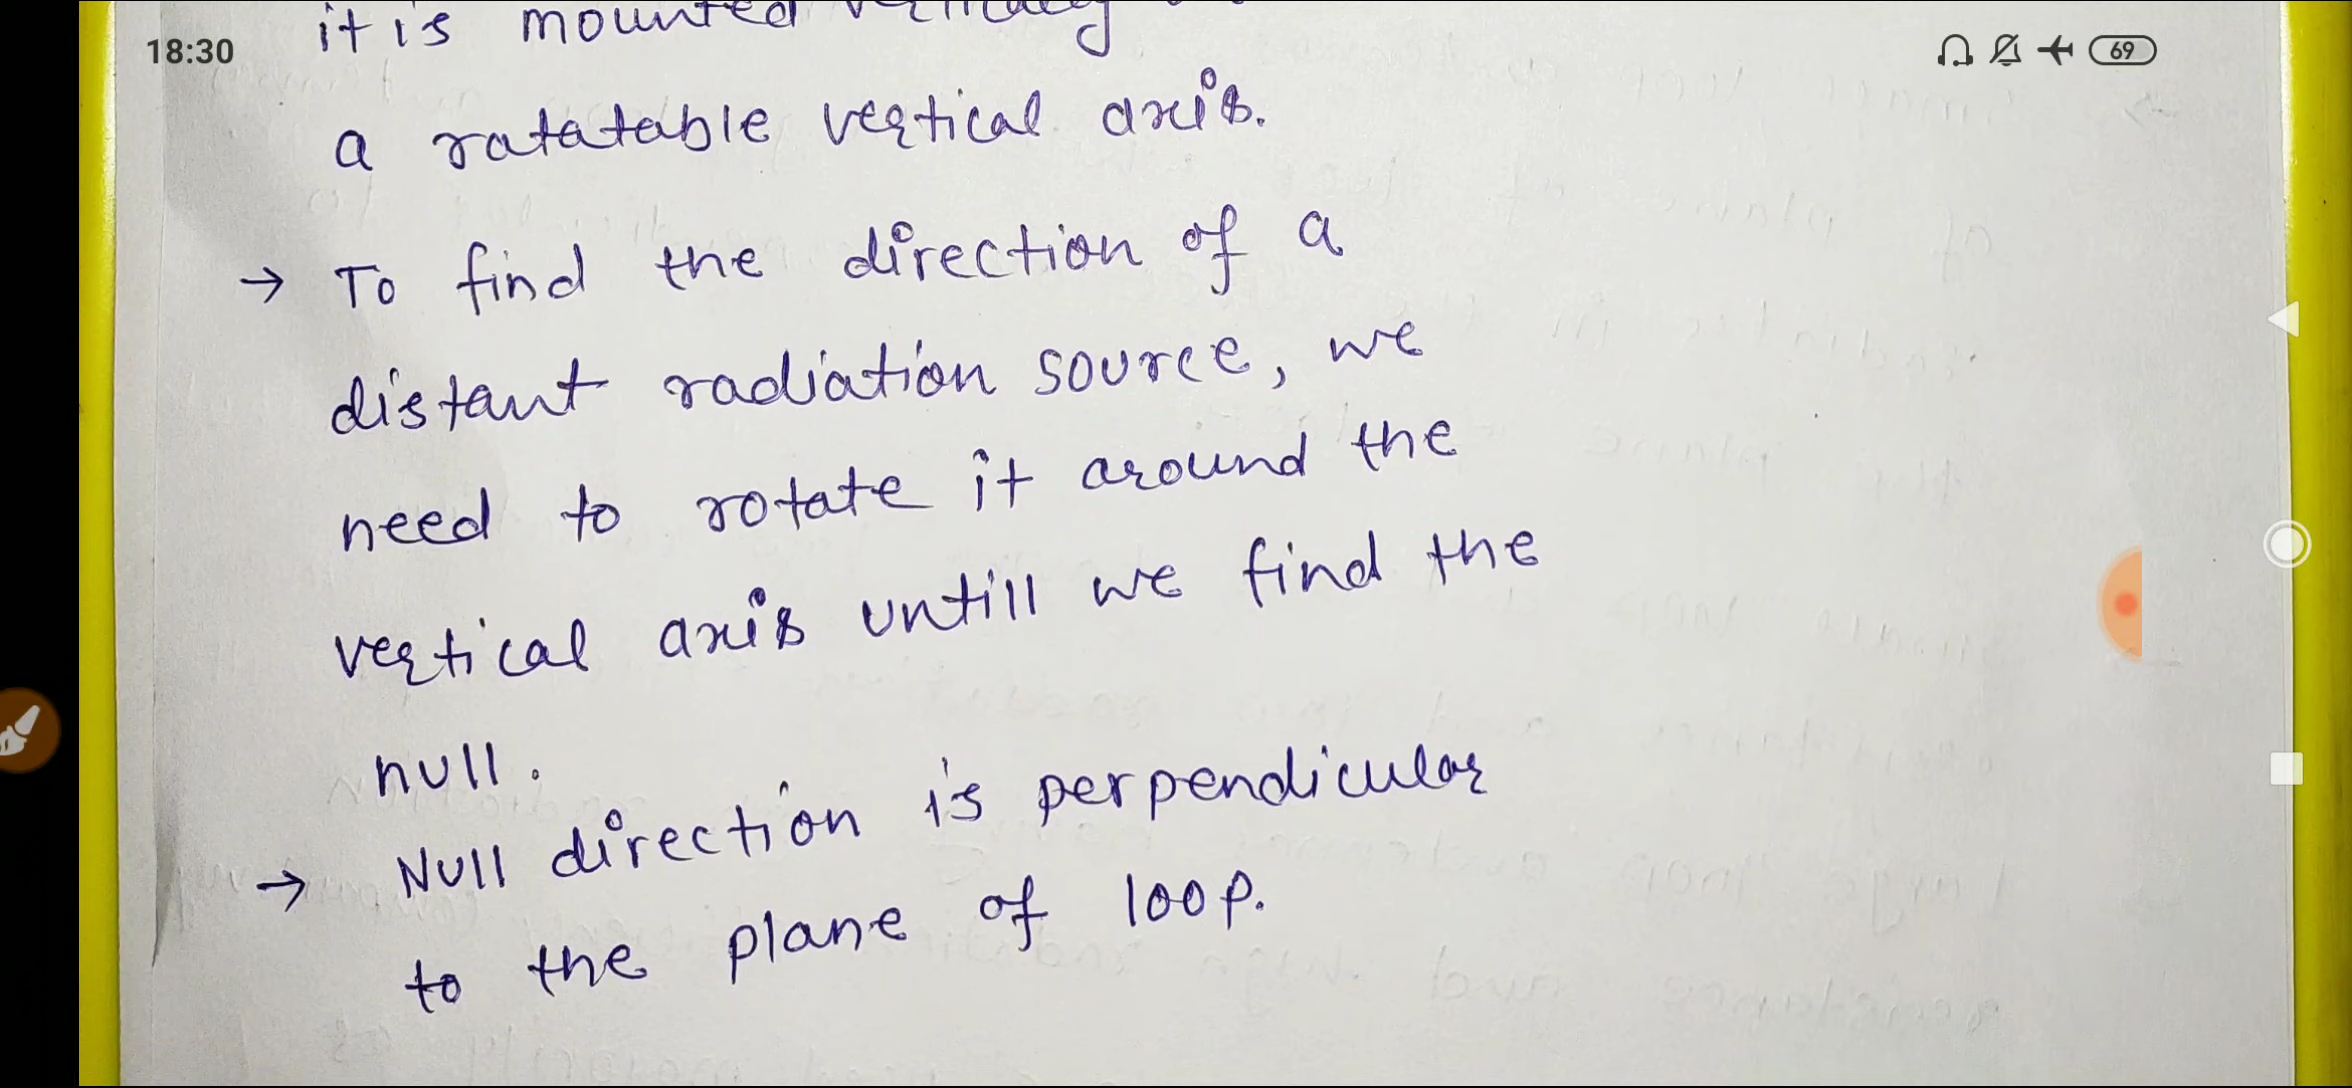 it is mounted vertically
18:30
69
a ratatable vertical axis.
→ To find the direction of a
distant radiation source, we
need to rotate it around the
vertical axis untill we find the
null.
→ Null direction is perpendicular
to the plane of loop.